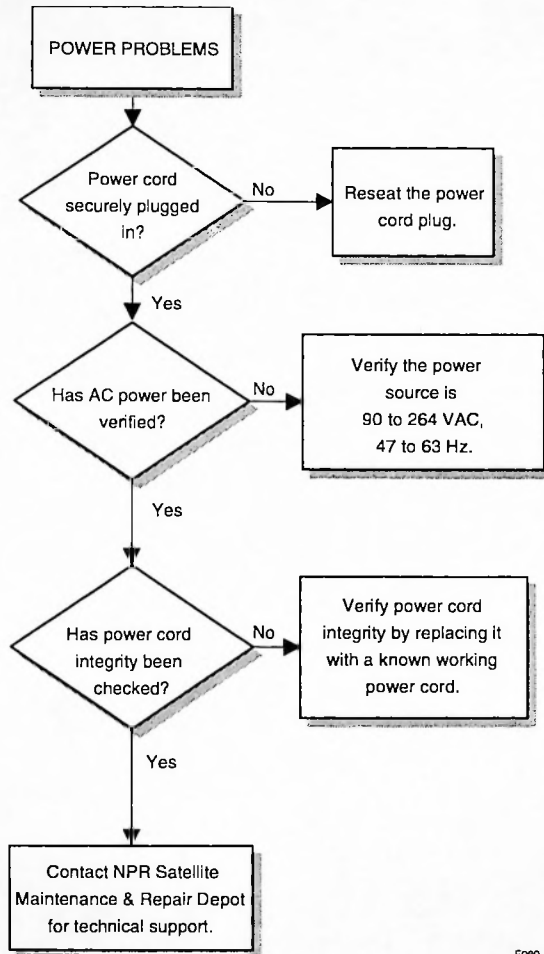 POWER PROBLEMS
Power cord
securely plugged
in?
No
Reseat the power
cord plug.
Yes
Has AC power been
verified?
No
Verify the power
source is
90 to 264 VAC,
47 to 63 Hz.
Yes
Has power cord
integrity been
checked?
No
Verify power cord
integrity by replacing it
with a known working
power cord.
Yes
Contact NPR Satellite
Maintenance & Repair Depot
for technical support.